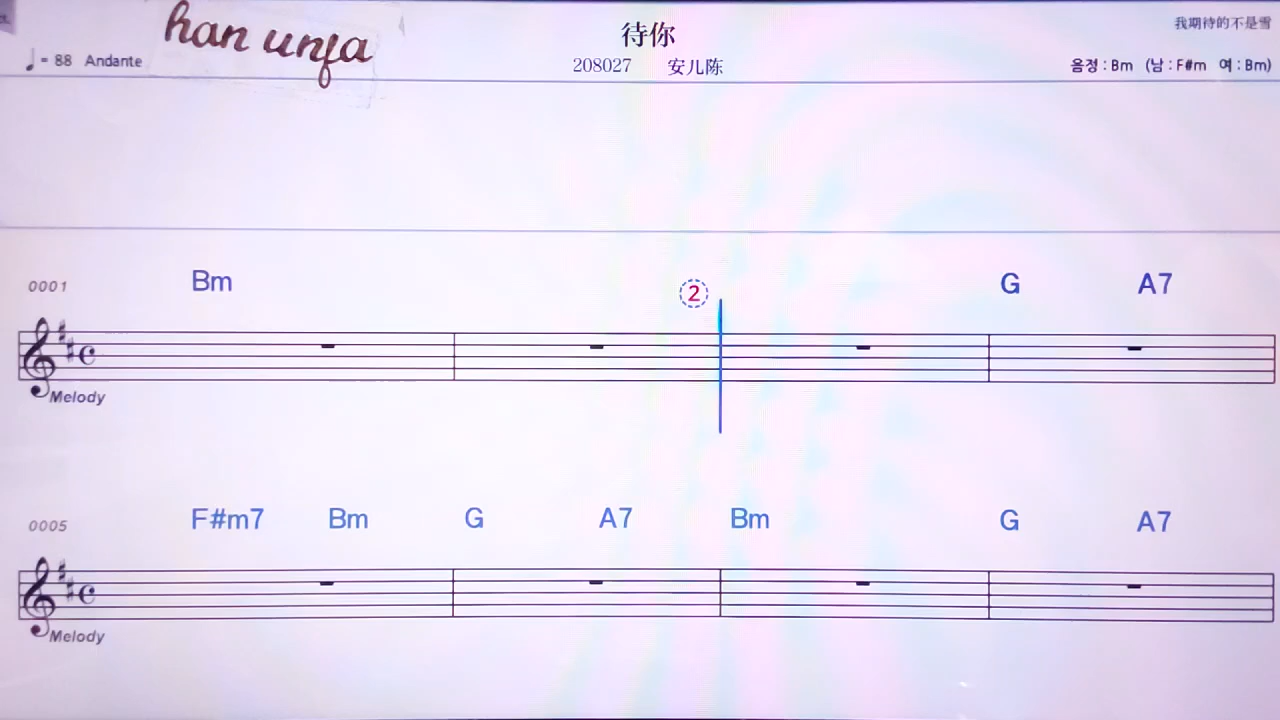 han unfa
待你
我期待的不是雪
♩= 88 Andante
208027 安儿陈
음정 : Bm (남 : F#m 여 : Bm)
0001 Bm ② G A7
Melody
0005 F#m7 Bm G A7 Bm G A7
Melody